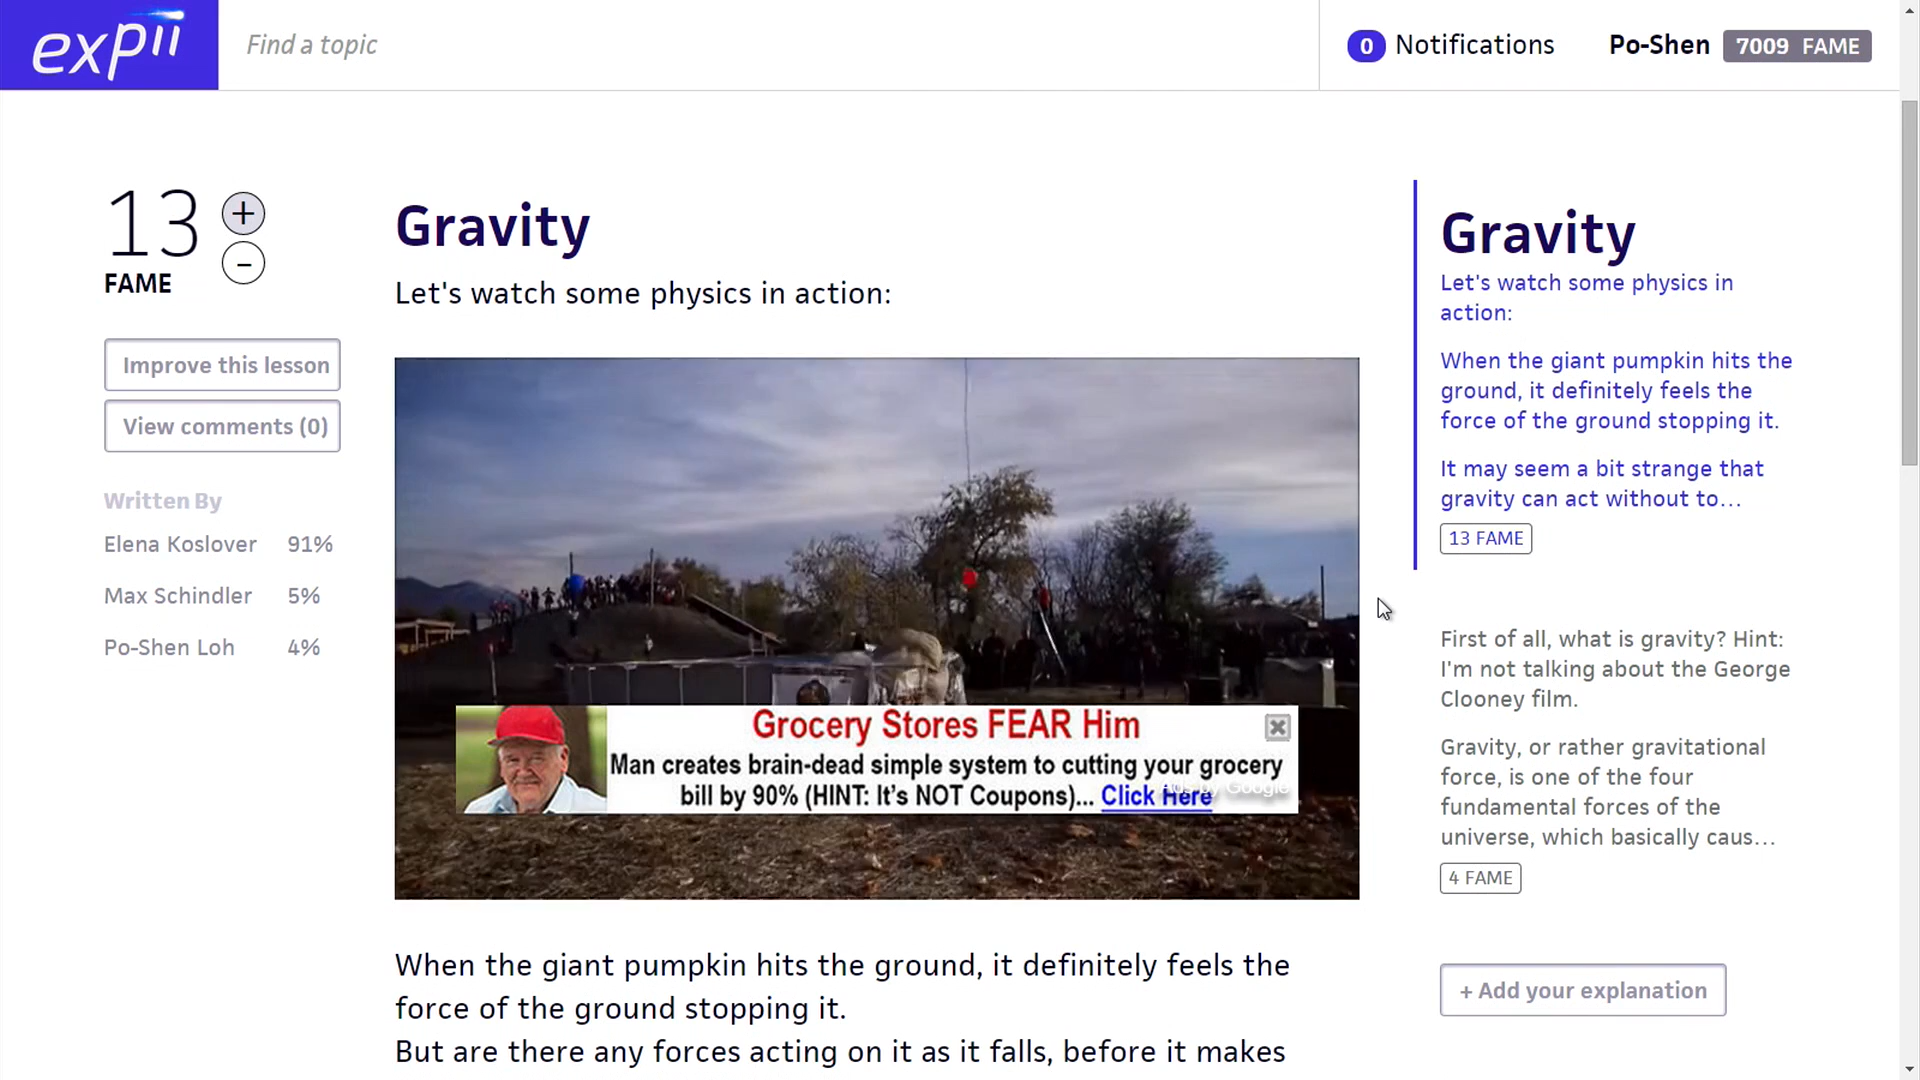 expii
Find a topic
0 Notifications
Po-Shen 7009 FAME
13
FAME
+
-
Improve this lesson
View comments (0)
Written By
Elena Koslover 91%
Max Schindler 5%
Po-Shen Loh 4%
Gravity
Let's watch some physics in action:
Grocery Stores FEAR Him
Man creates brain-dead simple system to cutting your grocery
bill by 90% (HINT: It's NOT Coupons)... Click Here
Ads by Google
When the giant pumpkin hits the ground, it definitely feels the
force of the ground stopping it.
But are there any forces acting on it as it falls, before it makes
Gravity
Let's watch some physics in
action:
When the giant pumpkin hits the
ground, it definitely feels the
force of the ground stopping it.
It may seem a bit strange that
gravity can act without to...
13 FAME
First of all, what is gravity? Hint:
I'm not talking about the George
Clooney film.
Gravity, or rather gravitational
force, is one of the four
fundamental forces of the
universe, which basically caus...
4 FAME
+ Add your explanation